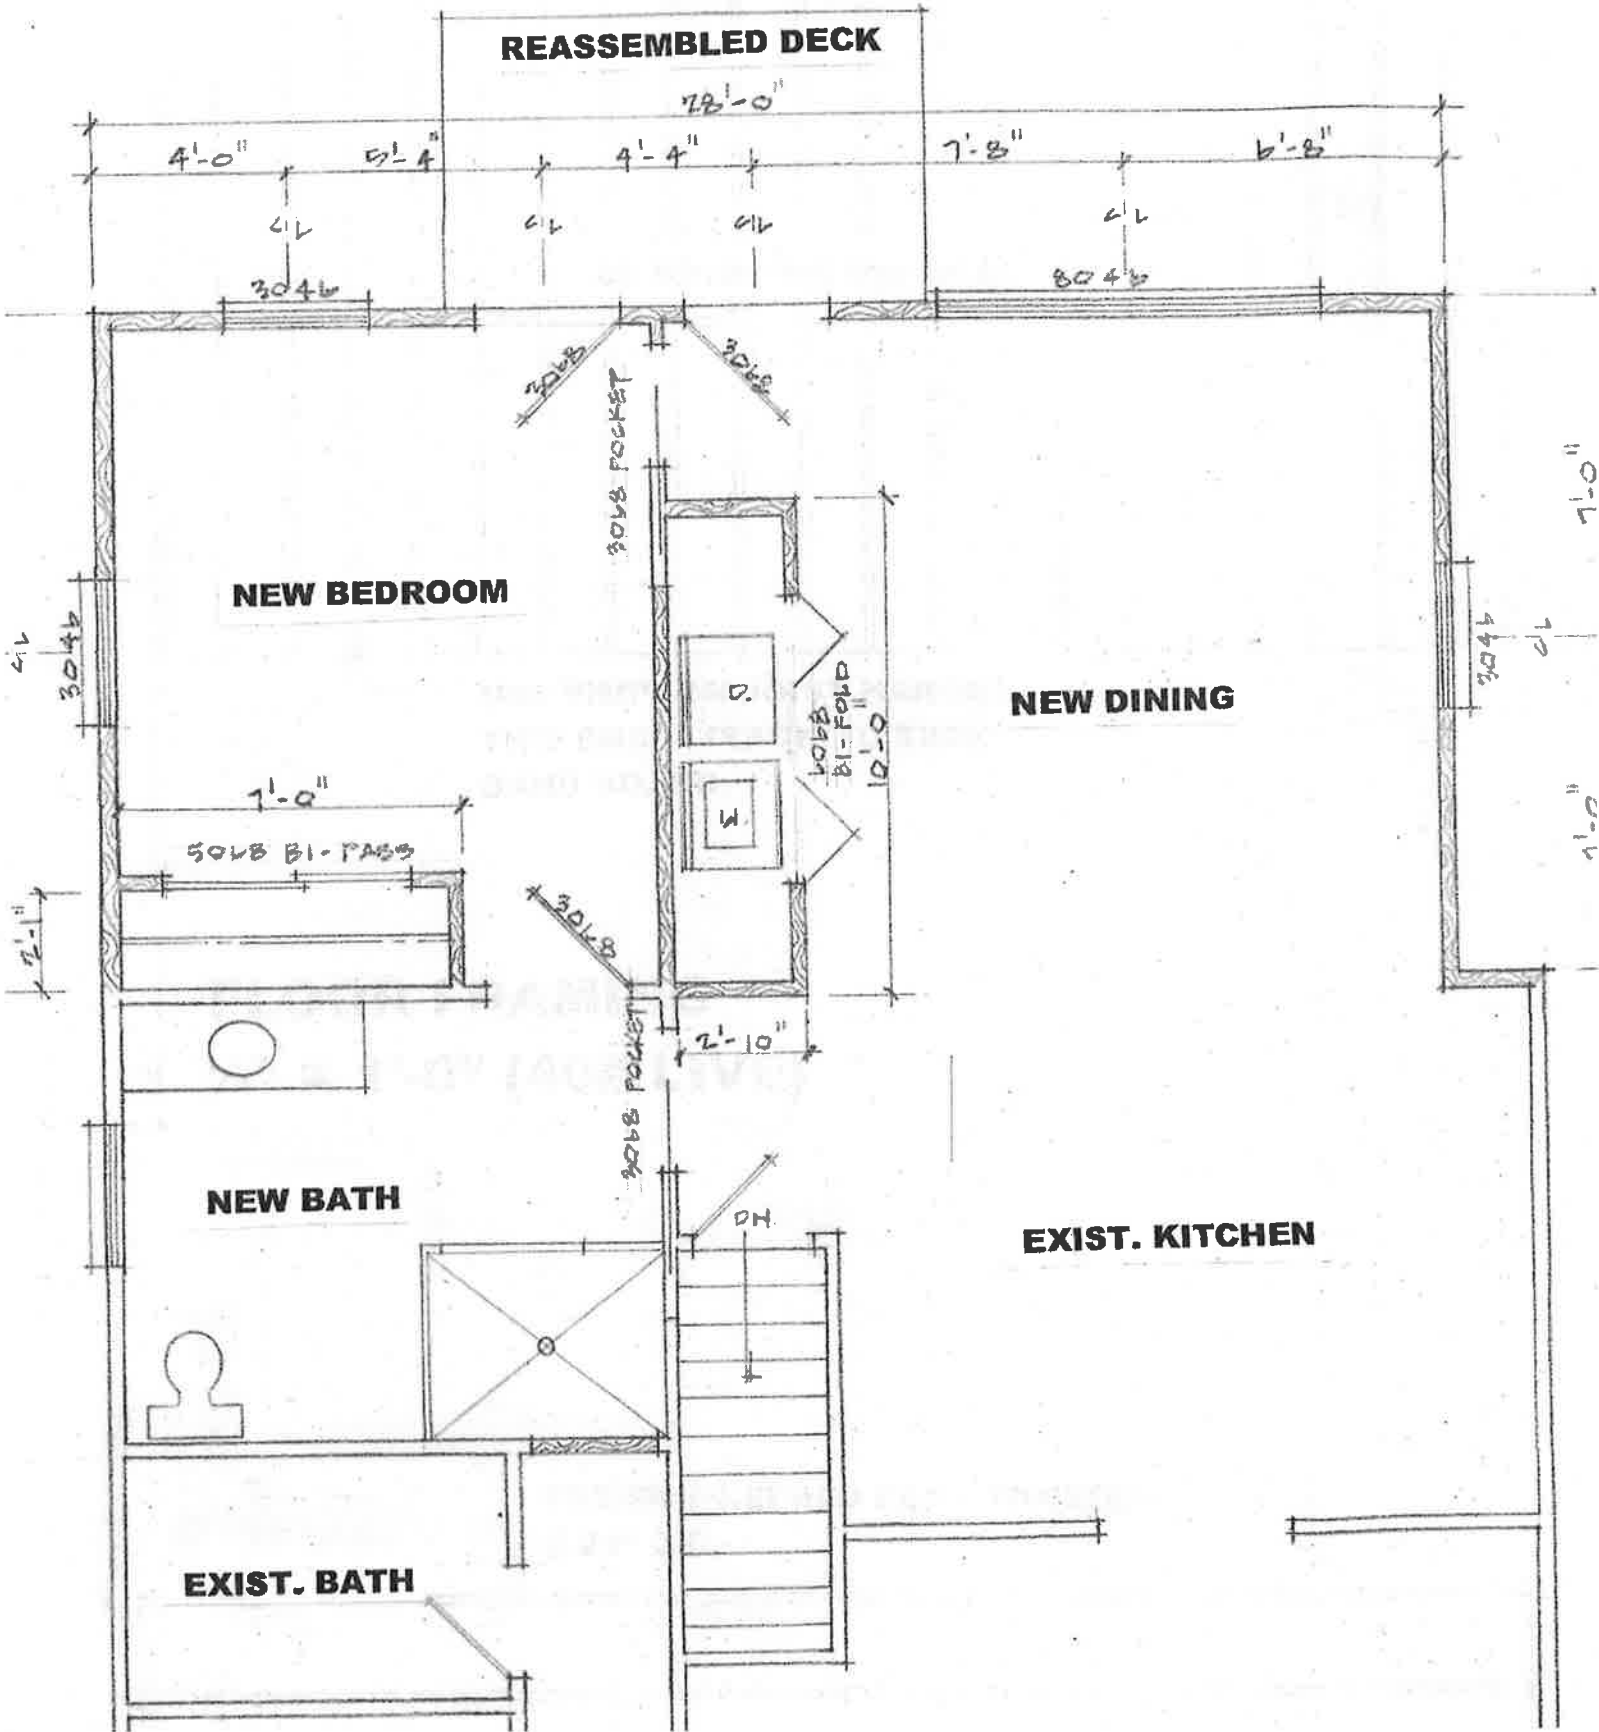 REASSEMBLED DECK
28'-0"
4'-0"
5'-4"
4'-4"
7'-8"
6'-8"
3046
8046
3068
3068
3068 POCKET
7'-0"
NEW BEDROOM
3046
3046
D.
6068
BI-FOLD
10'-0"
NEW DINING
W.
7'-0"
7'-0"
5068 BI-PASS
2'-1"
3068
2'-10"
3068 POCKET
NEW BATH
DN
EXIST. KITCHEN
EXIST. BATH